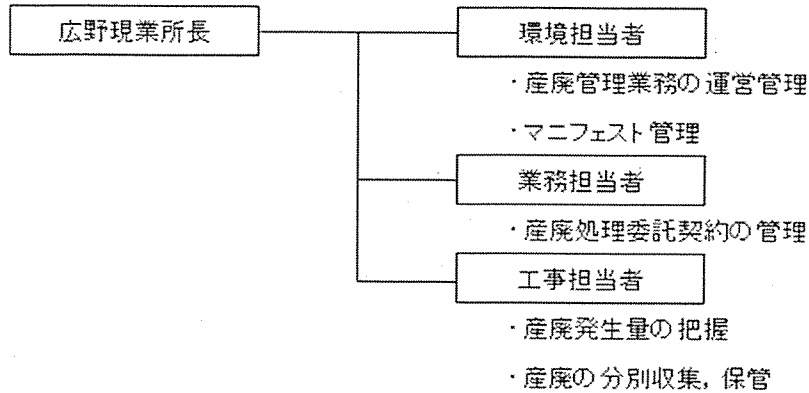 広野現業所長
環境担当者
・産廃管理業務の運営管理
・マニフェスト管理
業務担当者
・産廃処理委託契約の管理
工事担当者
・産廃発生量の把握
・産廃の分別収集，保管